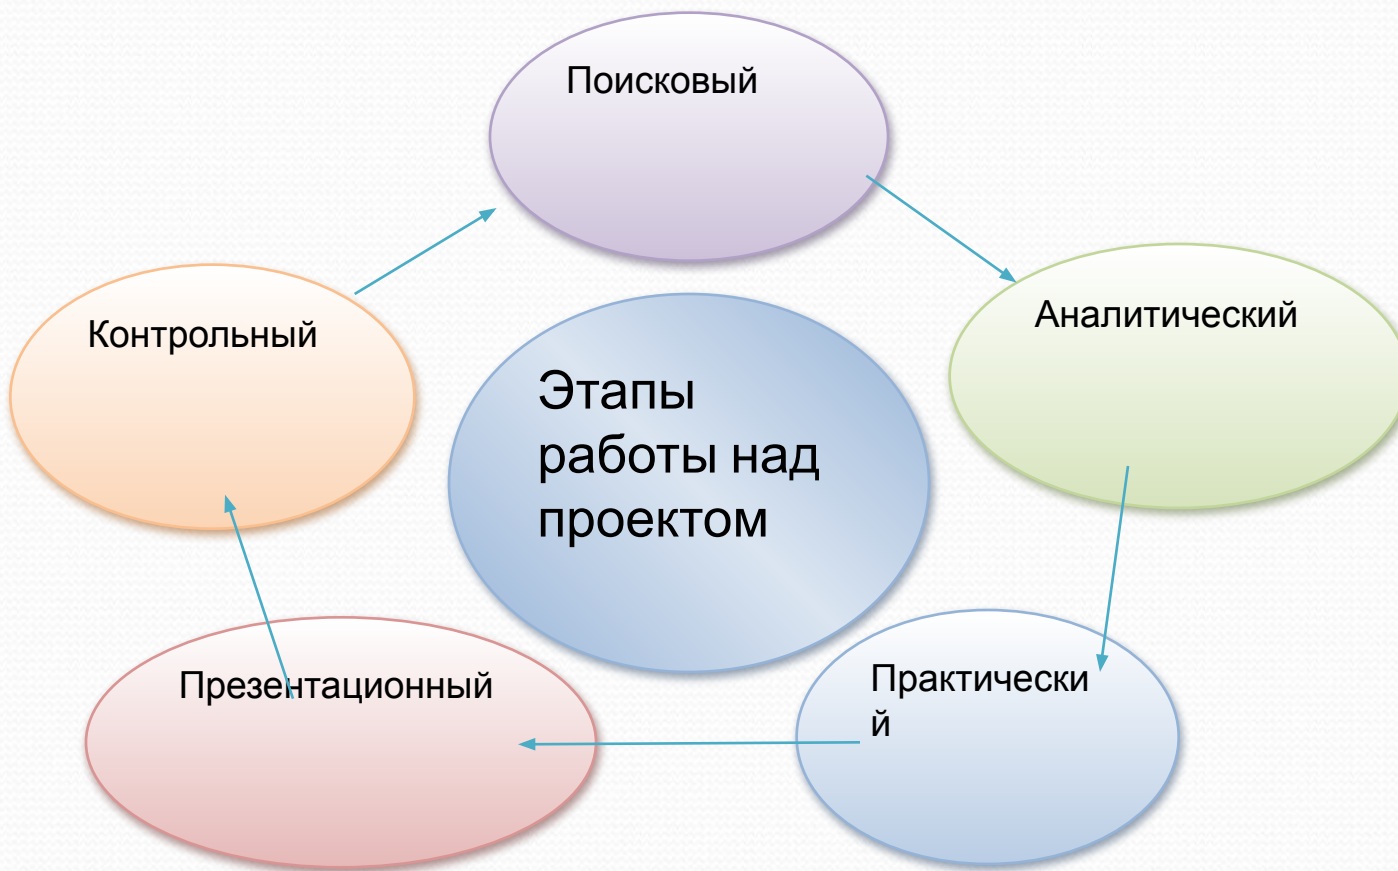 Поисковый
Аналитический
Контрольный
Этапы
работы над
проектом
Практически
й
Презентационный